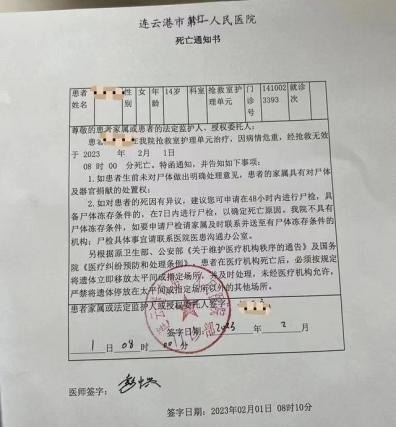 连云港市第一人民医院
死亡通知书
患者姓名 性别 女 年龄 14岁 科室 抢救室护理单元 门诊号 1410023393 就诊次
尊敬的患者家属或患者的法定监护人、授权委托人:
患者 在我院抢救室护理单元治疗,因病情危重,经抢救无效
于 2023 年 2月 1日
08 时 00 分死亡。特函通知,并告知如下事项:
1.如患者生前未对尸体做出明确处理意见,患者的家属具有对尸体
及器官捐献的处置权;
2.如对患者的死因有异议,建议您可申请在48小时内进行尸检,具
备尸体冻存条件的,在7日内进行尸检,以确定死亡原因。我院不具有
尸体冻存条件,如要申请尸检请家属及时联系并送至有尸体冻存条件的
机构;尸检具体事宜请联系医院医患沟通办公室。
另根据原卫生部、公安部《关于维护医疗机构秩序的通告》及国务
院《医疗纠纷预防和处理条例》,患者在医疗机构死亡后,必须按规定
将遗体立即移放太平间或指定场所,并及时处理,未经医疗机构允许,
严禁将遗体停放在太平间或指定场所以外的其他场所。
患者家属或法定监护人或授权委托人签字:
签字日期: 2023 年 2 月
1 日 08 时 00 分
医师签字:
签字日期:2023年02月01日 08时10分